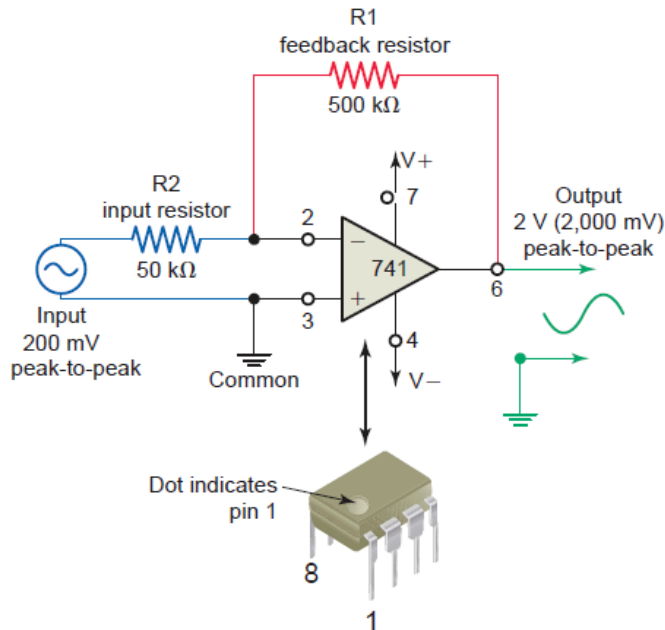 R1
feedback resistor
500 kΩ
V+
7
R2
input resistor
50 kΩ
2
−
741
+
3
6
4
V−
Output
2 V (2,000 mV)
peak-to-peak
Input
200 mV
peak-to-peak
Common
Dot indicates
pin 1
8
1